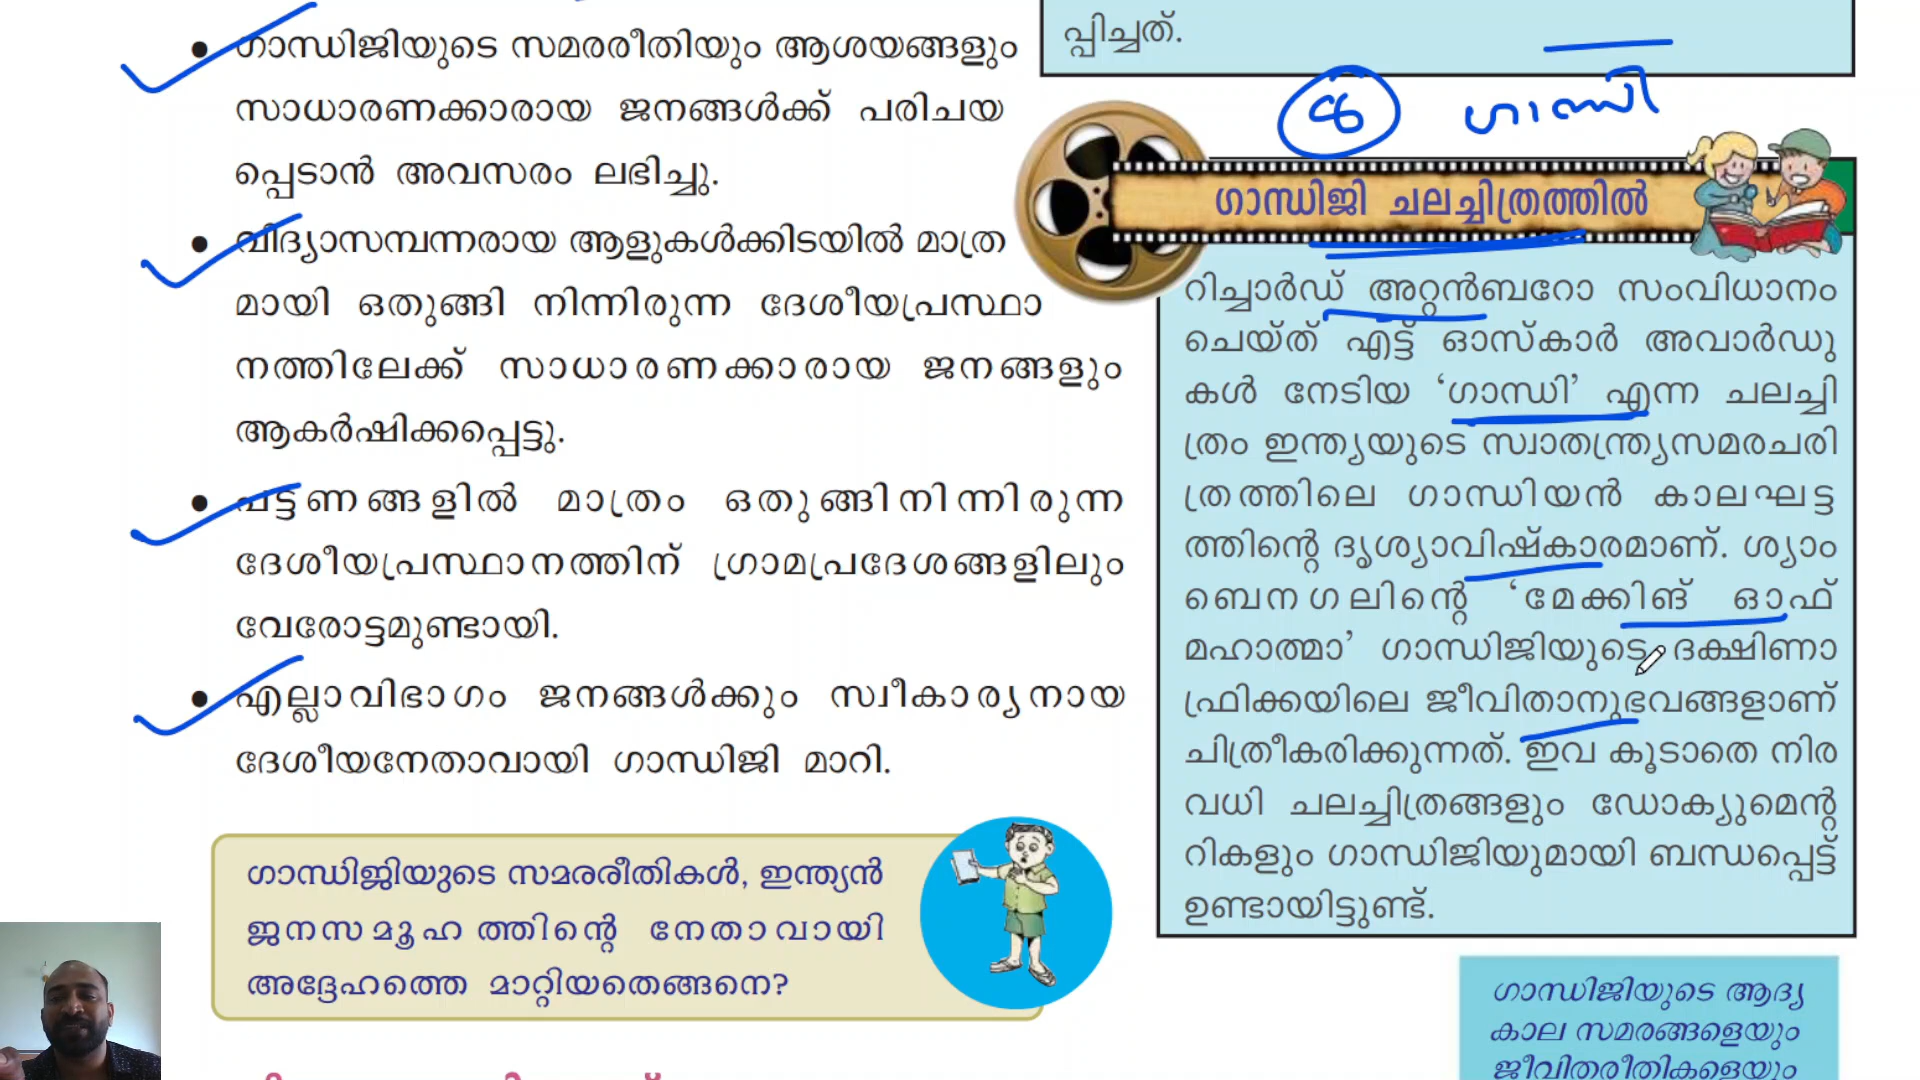 ഗാന്ധിജിയുടെ സമരരീതിയും ആശയങ്ങളും
സാധാരണക്കാരായ ജനങ്ങൾക്ക് പരിചയ
പ്പെടാൻ അവസരം ലഭിച്ചു.
വിദ്യാസമ്പന്നരായ ആളുകൾക്കിടയിൽ മാത്ര
മായി ഒതുങ്ങി നിന്നിരുന്ന ദേശീയപ്രസ്ഥാ
നത്തിലേക്ക് സാധാരണക്കാരായ ജനങ്ങളും
ആകർഷിക്കപ്പെട്ടു.
പട്ടണങ്ങളിൽ മാത്രം ഒതുങ്ങിനിന്നിരുന്ന
ദേശീയപ്രസ്ഥാനത്തിന് ഗ്രാമപ്രദേശങ്ങളിലും
വേരോട്ടമുണ്ടായി.
എല്ലാവിഭാഗം ജനങ്ങൾക്കും സ്വീകാര്യനായ
ദേശീയനേതാവായി ഗാന്ധിജി മാറി.
ഗാന്ധിജിയുടെ സമരരീതികൾ, ഇന്ത്യൻ
ജനസമൂഹത്തിന്റെ നേതാവായി
അദ്ദേഹത്തെ മാറ്റിയതെങ്ങനെ?
പ്പിച്ചത്.
8 ഗാന്ധി
ഗാന്ധിജി ചലച്ചിത്രത്തിൽ
റിച്ചാർഡ് അറ്റൻബറോ സംവിധാനം
ചെയ്ത് എട്ട് ഓസ്കാർ അവാർഡു
കൾ നേടിയ ‘ഗാന്ധി’ എന്ന ചലച്ചി
ത്രം ഇന്ത്യയുടെ സ്വാതന്ത്ര്യസമരചരി
ത്രത്തിലെ ഗാന്ധിയൻ കാലഘട്ട
ത്തിന്റെ ദൃശ്യാവിഷ്കാരമാണ്. ശ്യാം
ബെനഗലിന്റെ ‘മേക്കിങ് ഓഫ്
മഹാത്മാ’ ഗാന്ധിജിയുടെ ദക്ഷിണാ
ഫ്രിക്കയിലെ ജീവിതാനുഭവങ്ങളാണ്
ചിത്രീകരിക്കുന്നത്. ഇവ കൂടാതെ നിര
വധി ചലച്ചിത്രങ്ങളും ഡോക്യുമെന്റ
റികളും ഗാന്ധിജിയുമായി ബന്ധപ്പെട്ട്
ഉണ്ടായിട്ടുണ്ട്.
ഗാന്ധിജിയുടെ ആദ്യ
കാല സമരങ്ങളെയും
ജീവിതരീതികളെയും